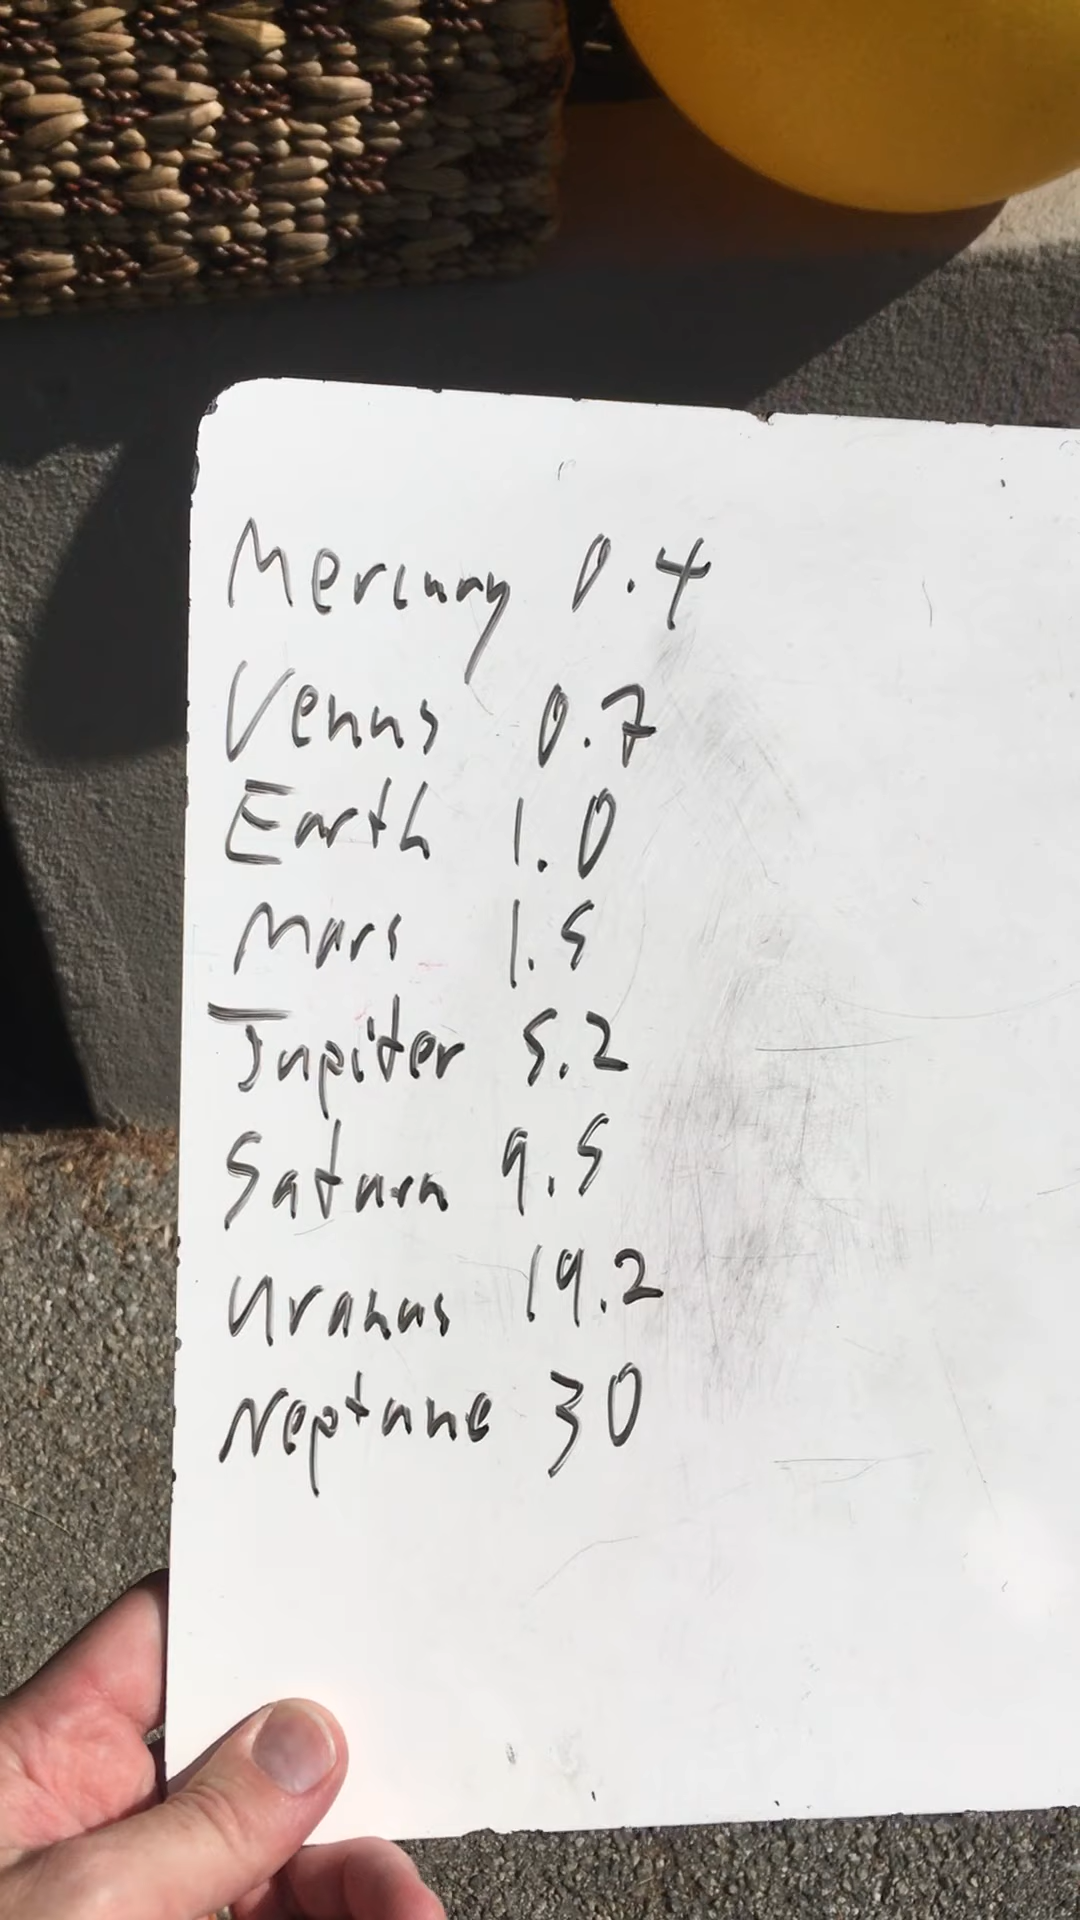 Mercury 0.4
Venus 0.7
Earth 1.0
Mars 1.5
Jupiter 5.2
Saturn 9.5
Uranus 19.2
Neptune 30